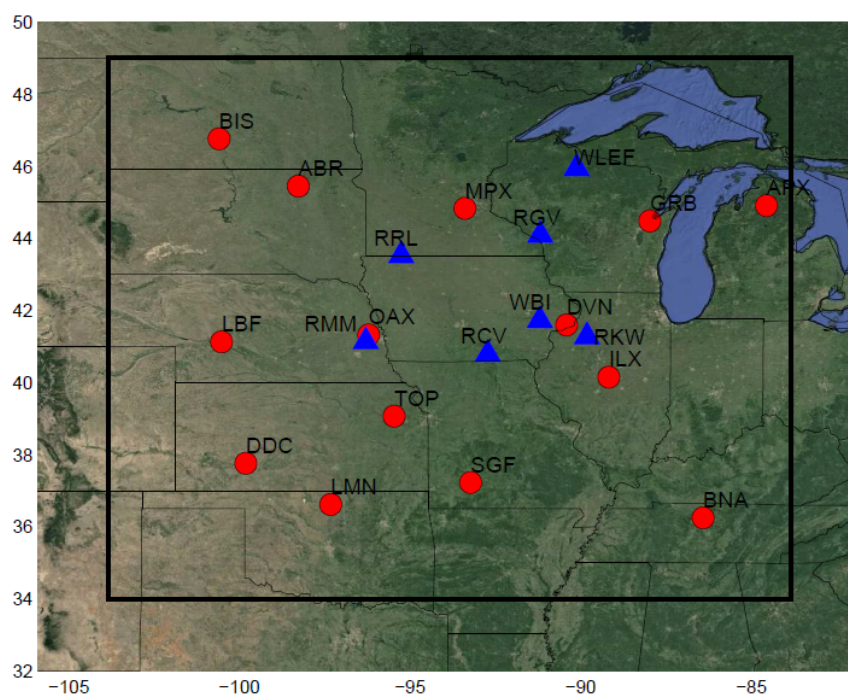 50
48
BIS
46
ABR
WLEF
MPX
GRB
APX
RGV
44
RRL
42
LBF
RMM
OAX
WBI
DVN
RCV
RKW
ILX
40
TOP
38
DDC
SGF
LMN
BNA
36
34
32
−105
−100
−95
−90
−85